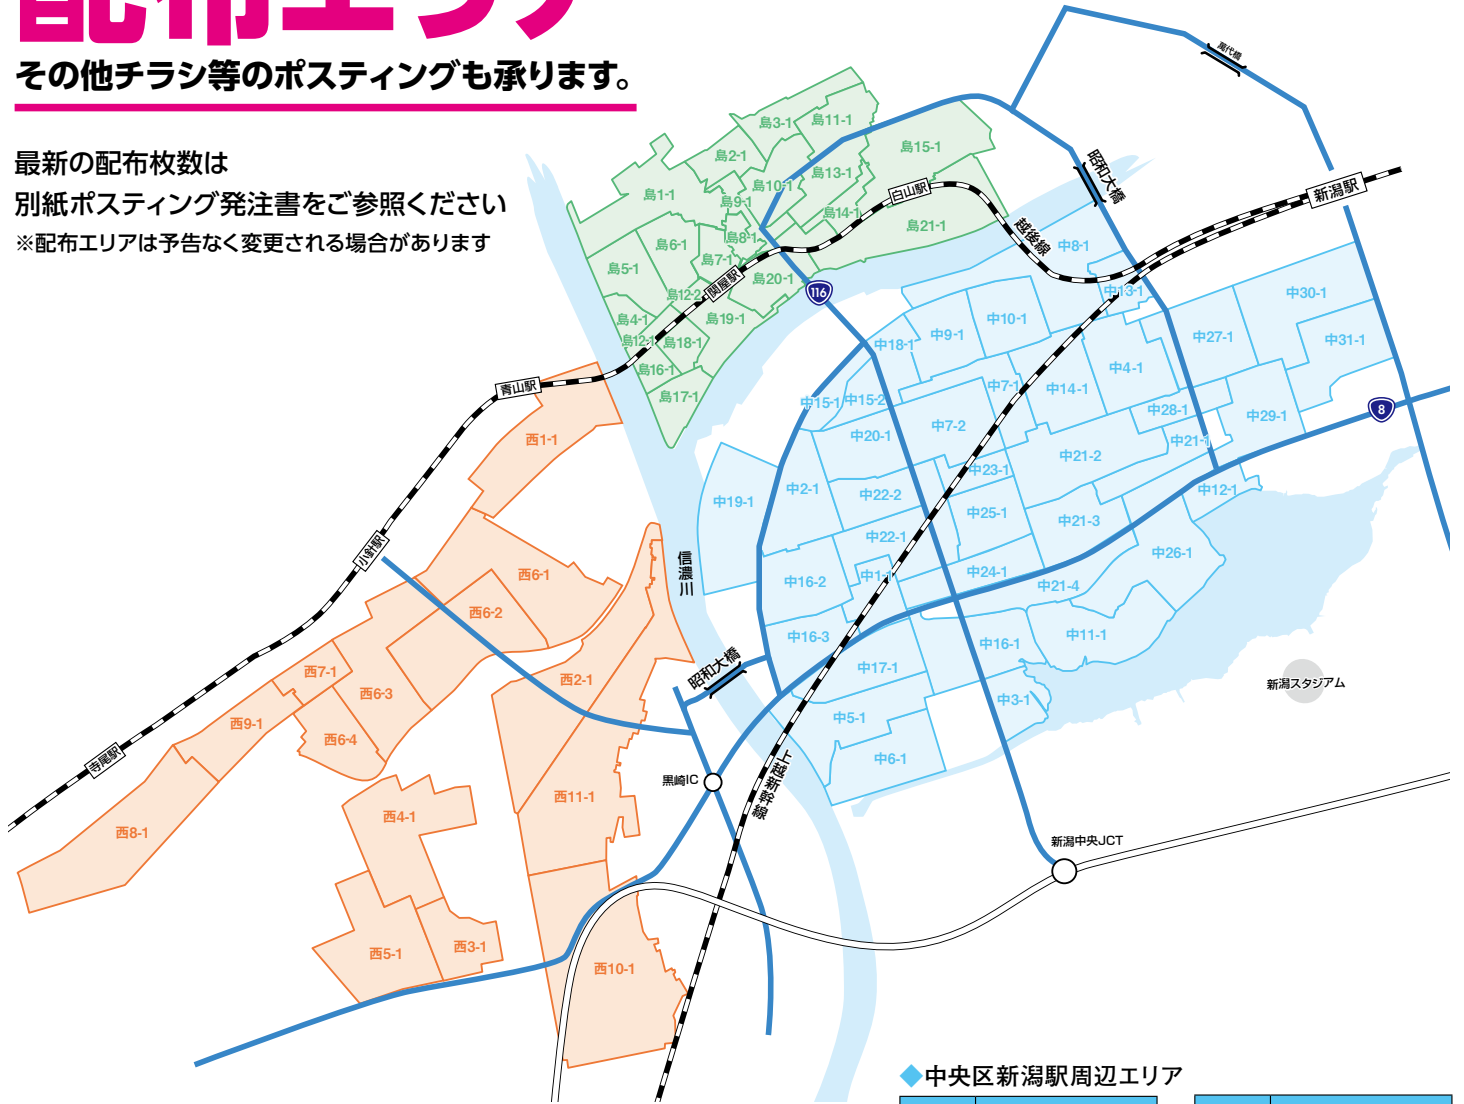 配布エリア
その他チラシ等のポスティングも承ります。
最新の配布枚数は
別紙ポスティング発注書をご参照ください
※配布エリアは予告なく変更される場合があります
萬代橋
昭和大橋
新潟駅
白山駅
越後線
関屋駅
青山駅
小針駅
寺尾駅
116
8
信濃川
昭和大橋
黒崎IC
上越新幹線
新潟中央JCT
新潟スタジアム
島3-1
島11-1
島2-1
島15-1
島1-1
島10-1
島13-1
島9-1
島14-1
島21-1
島6-1
島8-1
島7-1
島5-1
島20-1
島12-2
島4-1
島19-1
島12-1
島18-1
島16-1
島17-1
中8-1
中13-1
中30-1
中10-1
中9-1
中18-1
中27-1
中31-1
中4-1
中7-1
中14-1
中15-1
中15-2
中28-1
中29-1
中20-1
中7-2
中21-1
中21-2
中23-1
中19-1
中2-1
中22-2
中12-1
中25-1
中21-3
中22-1
中26-1
中16-2
中1-1
中24-1
中21-4
中16-3
中16-1
中11-1
中17-1
中3-1
中5-1
中6-1
西1-1
西6-1
西6-2
西7-1
西6-3
西2-1
西9-1
西6-4
西11-1
西8-1
西4-1
西5-1
西3-1
西10-1
◆中央区新潟駅周辺エリア